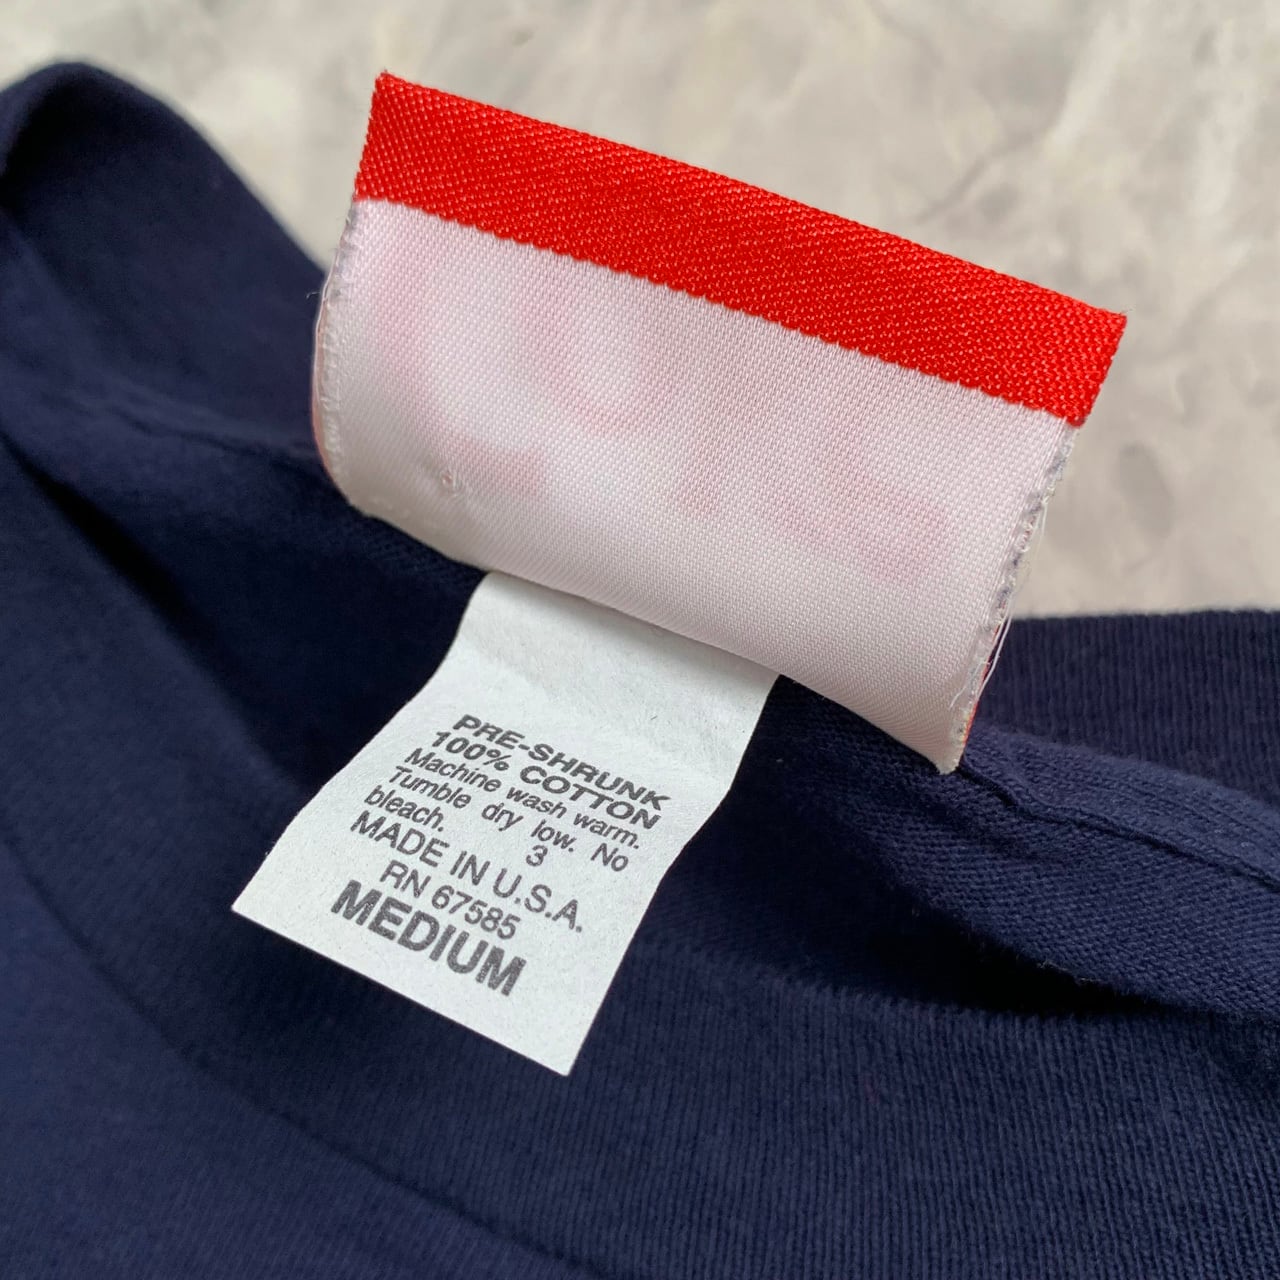 PRE-SHRUNK
100% COTTON
Machine wash warm.
Tumble dry low. No
bleach. 3
MADE IN U.S.A.
RN 67585
MEDIUM